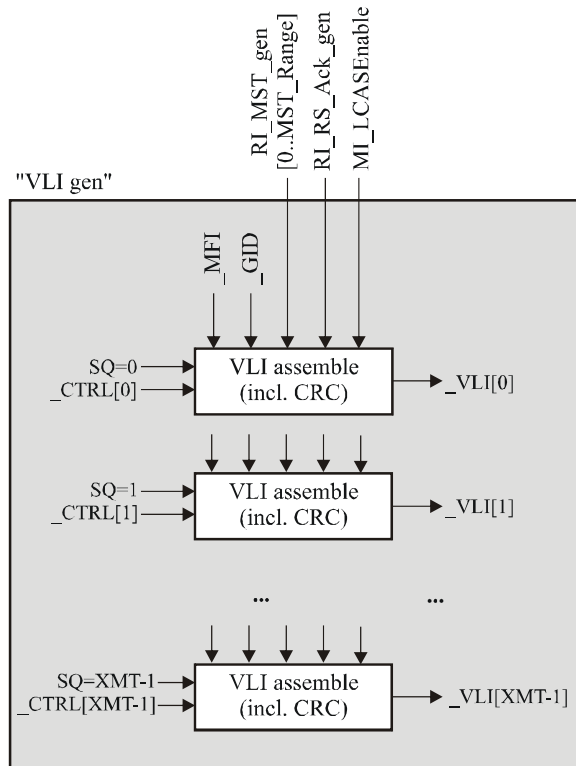 RI_MST_gen
[0..MST_Range]
RI_RS_Ack_gen
MI_LCASEnable
"VLI gen"
_MFI
_GID
SQ=0
_CTRL[0]
VLI assemble
(incl. CRC)
_VLI[0]
SQ=1
_CTRL[1]
VLI assemble
(incl. CRC)
_VLI[1]
...
...
SQ=XMT-1
_CTRL[XMT-1]
VLI assemble
(incl. CRC)
_VLI[XMT-1]